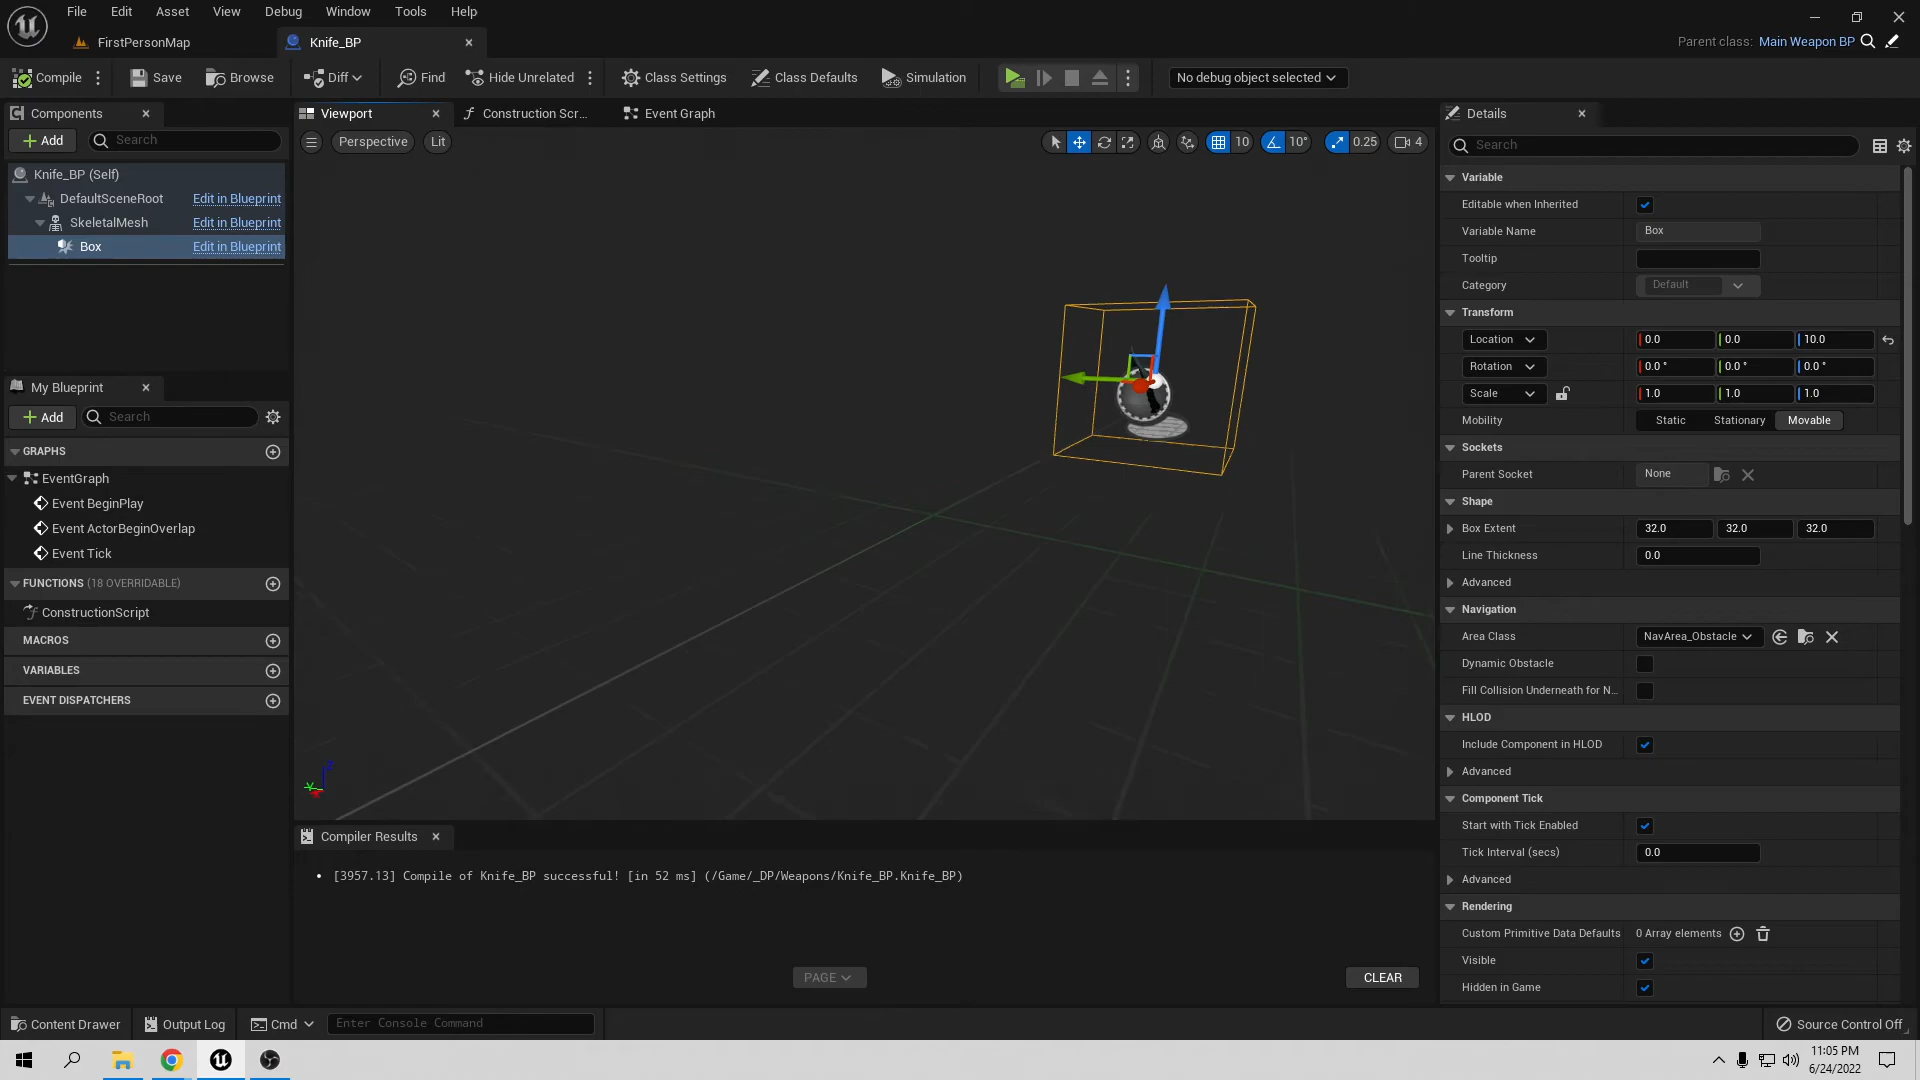 File Edit Asset View Debug Window Tools Help
FirstPersonMap
Knife_BP
Parent class: Main Weapon BP
Compile
Save
Browse
Diff
Find
Hide Unrelated
Class Settings
Class Defaults
Simulation
No debug object selected
Components
Add
Search
Knife_BP (Self)
DefaultSceneRoot Edit in Blueprint
SkeletalMesh Edit in Blueprint
Box Edit in Blueprint
My Blueprint
Add
Search
GRAPHS
EventGraph
Event BeginPlay
Event ActorBeginOverlap
Event Tick
FUNCTIONS (18 OVERRIDABLE)
ConstructionScript
MACROS
VARIABLES
EVENT DISPATCHERS
Viewport
Construction Scr...
Event Graph
Perspective
Lit
10
10°
0.25
4
Z
Y
Compiler Results
[3957.13] Compile of Knife_BP successful! [in 52 ms] (/Game/_DP/Weapons/Knife_BP.Knife_BP)
PAGE
CLEAR
Details
Search
Variable
Editable when Inherited
Variable Name Box
Tooltip
Category Default
Transform
Location 0.0 0.0 10.0
Rotation 0.0 ° 0.0 ° 0.0 °
Scale 1.0 1.0 1.0
Mobility Static Stationary Movable
Sockets
Parent Socket None
Shape
Box Extent 32.0 32.0 32.0
Line Thickness 0.0
Advanced
Navigation
Area Class NavArea_Obstacle
Dynamic Obstacle
Fill Collision Underneath for N...
HLOD
Include Component in HLOD
Advanced
Component Tick
Start with Tick Enabled
Tick Interval (secs) 0.0
Advanced
Rendering
Custom Primitive Data Defaults 0 Array elements
Visible
Hidden in Game
Content Drawer
Output Log
Cmd
Enter Console Command
Source Control Off
11:05 PM
6/24/2022